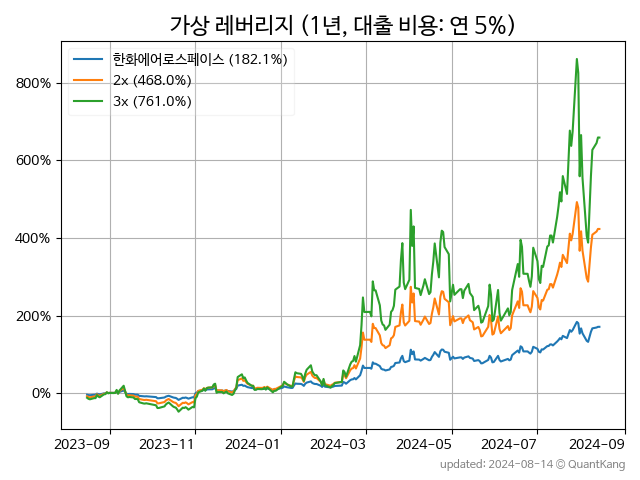 가상 레버리지 (1년, 대출 비용: 연 5%)
한화에어로스페이스 (182.1%)
2x (468.0%)
3x (761.0%)
800%
600%
400%
200%
0%
2023-09 2023-11 2024-01 2024-03 2024-05 2024-07 2024-09
updated: 2024-08-14 © QuantKang